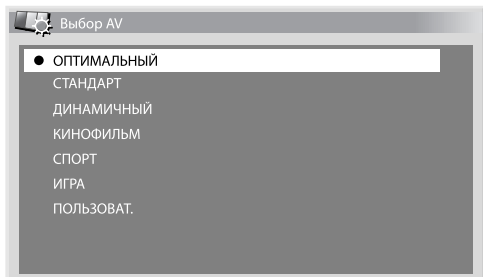 Выбор AV
ОПТИМАЛЬНЫЙ
СТАНДАРТ
ДИНАМИЧНЫЙ
КИНОФИЛЬМ
СПОРТ
ИГРА
ПОЛЬЗОВАТ.